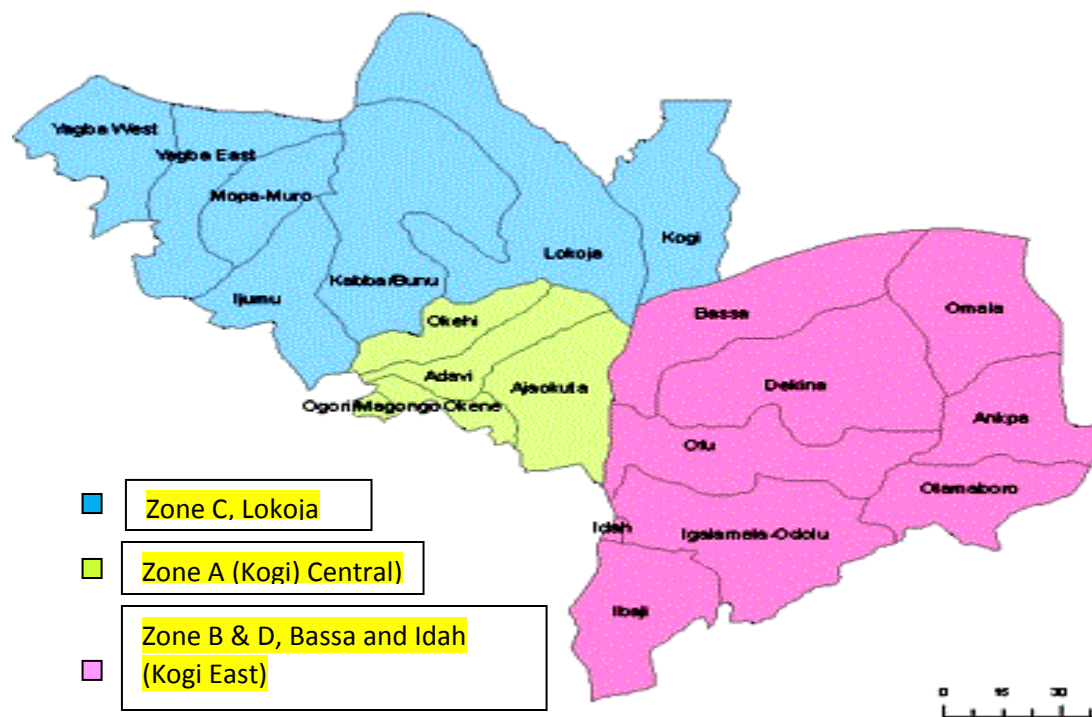 Yagba West
Yagba East
Mopa-Muro
Kogi
Lokoja
Kabba/Bunu
Ijumu
Bassa
Omala
Okehi
Adavi
Ajaokuta
Dekina
Ogori/Magongo Okene
Ankpa
Ofu
Olamaboro
Idah
Igalamela-Odolu
Ibaji
Zone C, Lokoja
Zone A (Kogi) Central)
Zone B & D, Bassa and Idah
(Kogi East)
0 15 30